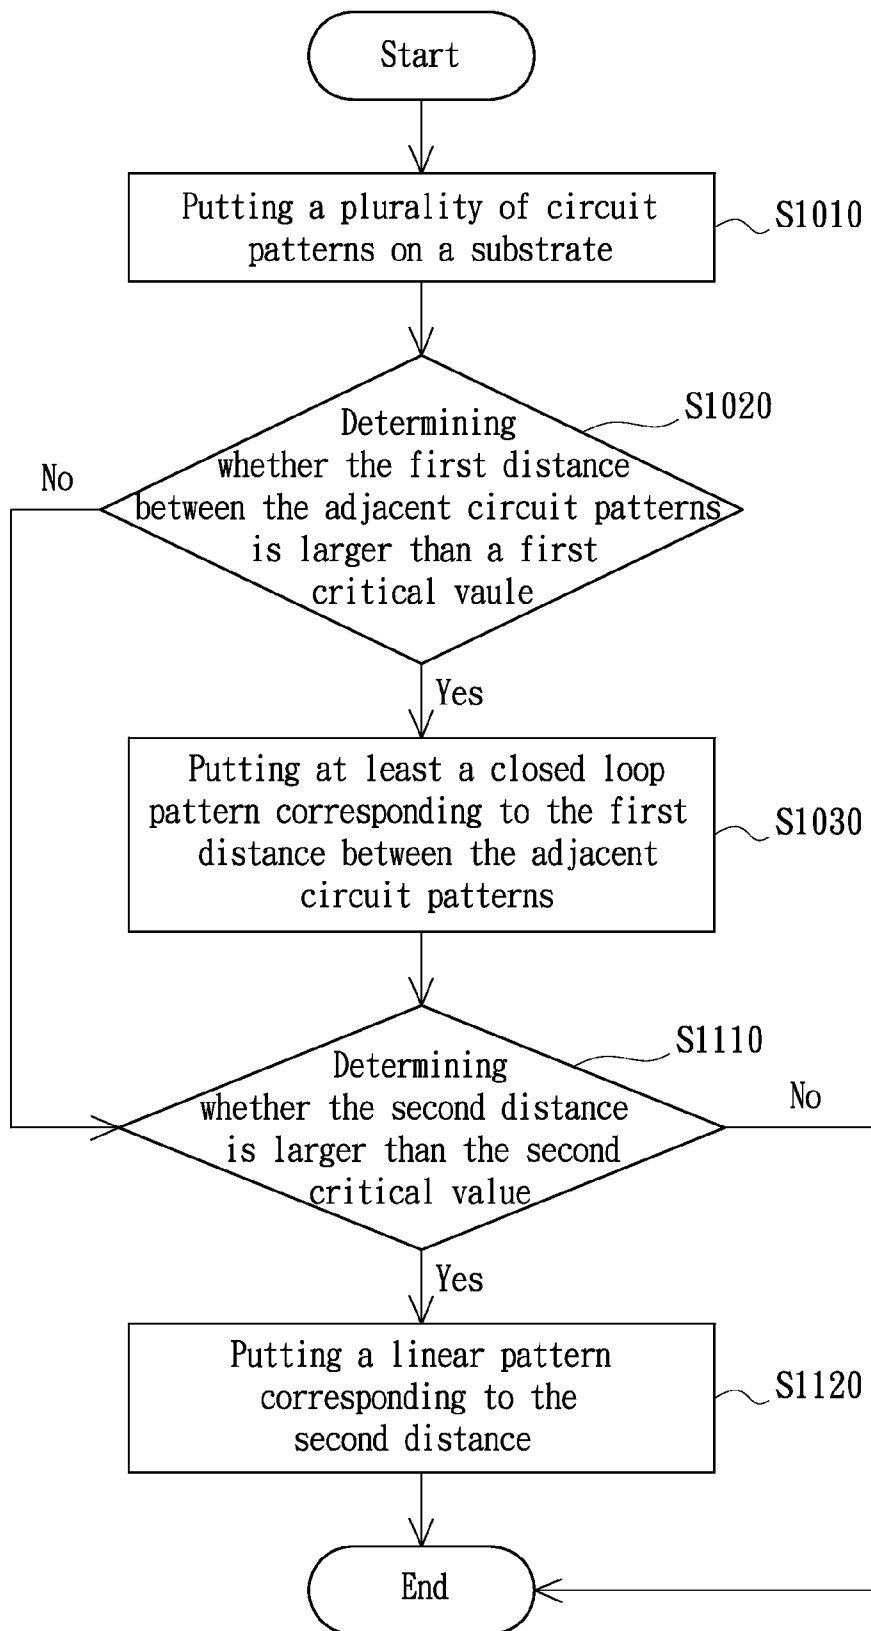 Start
Putting a plurality of circuit
patterns on a substrate
S1010
Determining
whether the first distance
between the adjacent circuit patterns
is larger than a first
critical vaule
S1020
No
Yes
Putting at least a closed loop
pattern corresponding to the first
distance between the adjacent
circuit patterns
S1030
Determining
whether the second distance
is larger than the second
critical value
S1110
No
Yes
Putting a linear pattern
corresponding to the
second distance
S1120
End